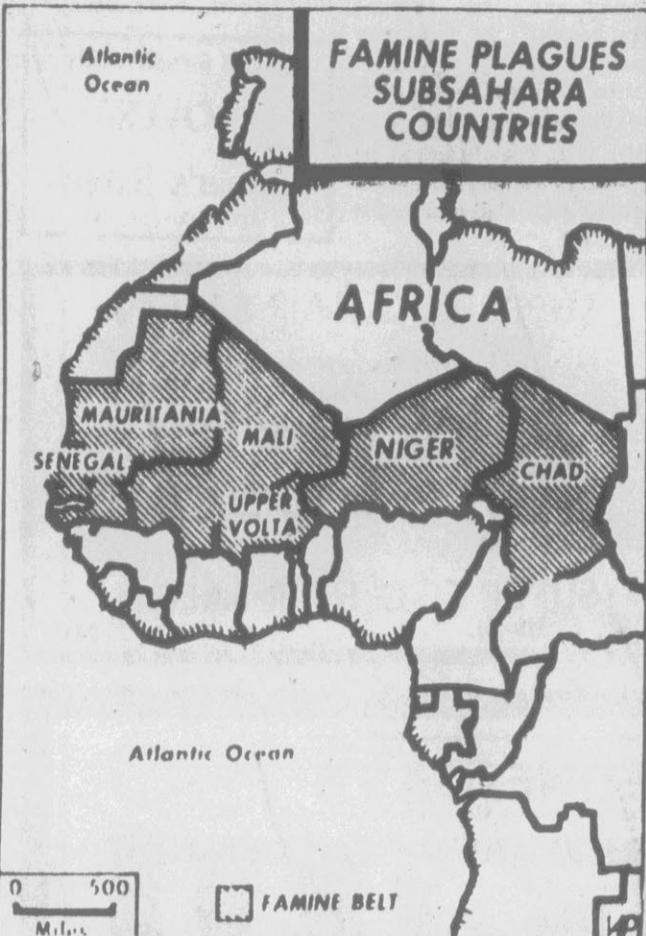 FAMINE PLAGUES
SUBSAHARA
COUNTRIES
Atlantic
Ocean
AFRICA
MAURITANIA
MALI
SENEGAL
NIGER
CHAD
UPPER
VOLTA
Atlantic Ocean
0 500
Miles
FAMINE BELT
AP